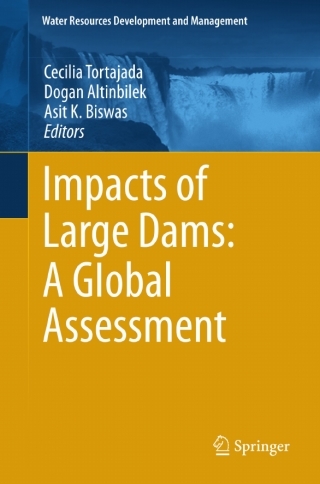 Water Resources Development and Management
Cecilia Tortajada
Dogan Altinbilek
Asit K. Biswas
Editors
Impacts of
Large Dams:
A Global
Assessment
Springer